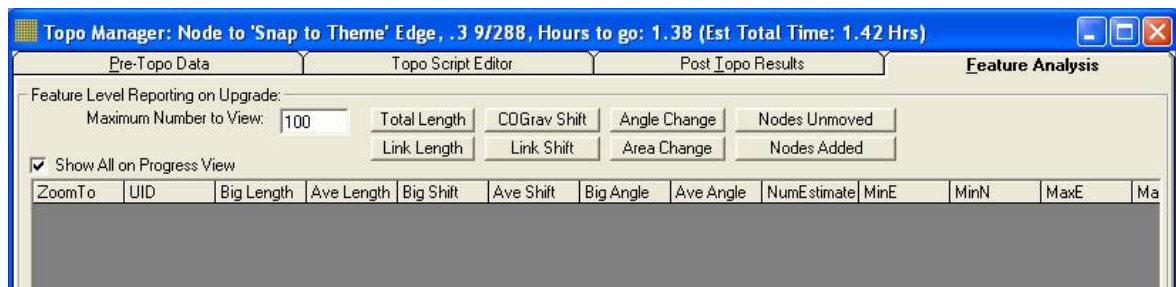 Topo Manager: Node to 'Snap to Theme' Edge, .3 9/288, Hours to go: 1.38 (Est Total Time: 1.42 Hrs)
Pre-Topo Data Topo Script Editor Post Topo Results Feature Analysis
Feature Level Reporting on Upgrade:
Maximum Number to View: 100 Total Length COGrav Shift Angle Change Nodes Unmoved
Link Length Link Shift Area Change Nodes Added
Show All on Progress View
ZoomTo UID Big Length Ave Length Big Shift Ave Shift Big Angle Ave Angle NumEstimate MinE MinN MaxE Ma